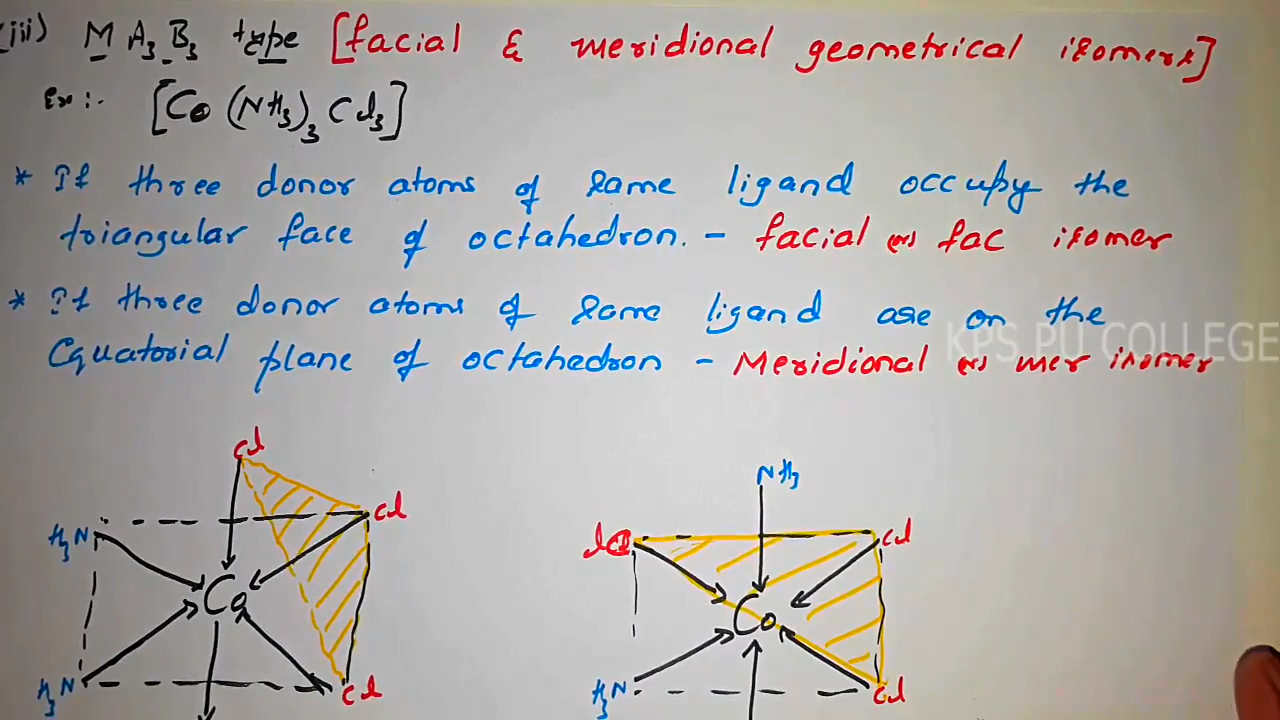 (iii) M A₃ B₃ type [facial & meridional geometrical isomers]
Ex :- [Co (NH₃)₃ Cl₃]
* If three donor atoms of same ligand occupy the
triangular face of octahedron. - facial or fac isomer
* If three donor atoms of same ligand are on the
Equatorial plane of octahedron - Meridional or mer isomer
KPS PU COLLEGE
Cl
Cl
H₃N
Co
H₃N
Cl
NH₃
Cl
Cl
Co
H₃N
Cl